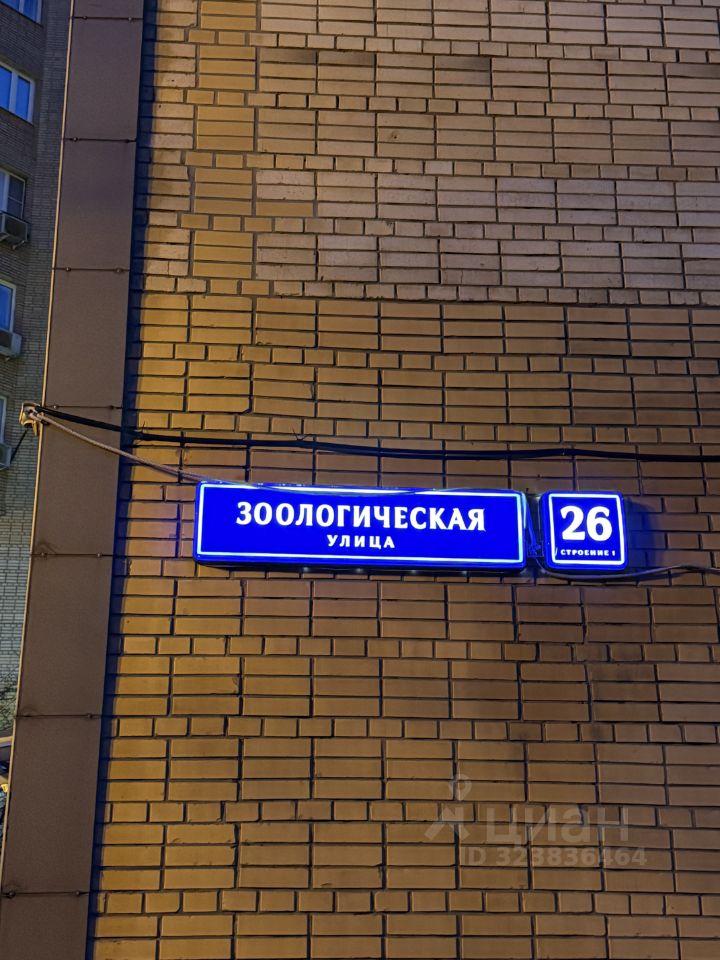 ЗООЛОГИЧЕСКАЯ
УЛИЦА
26
СТРОЕНИЕ 1
циан
ID 323836464